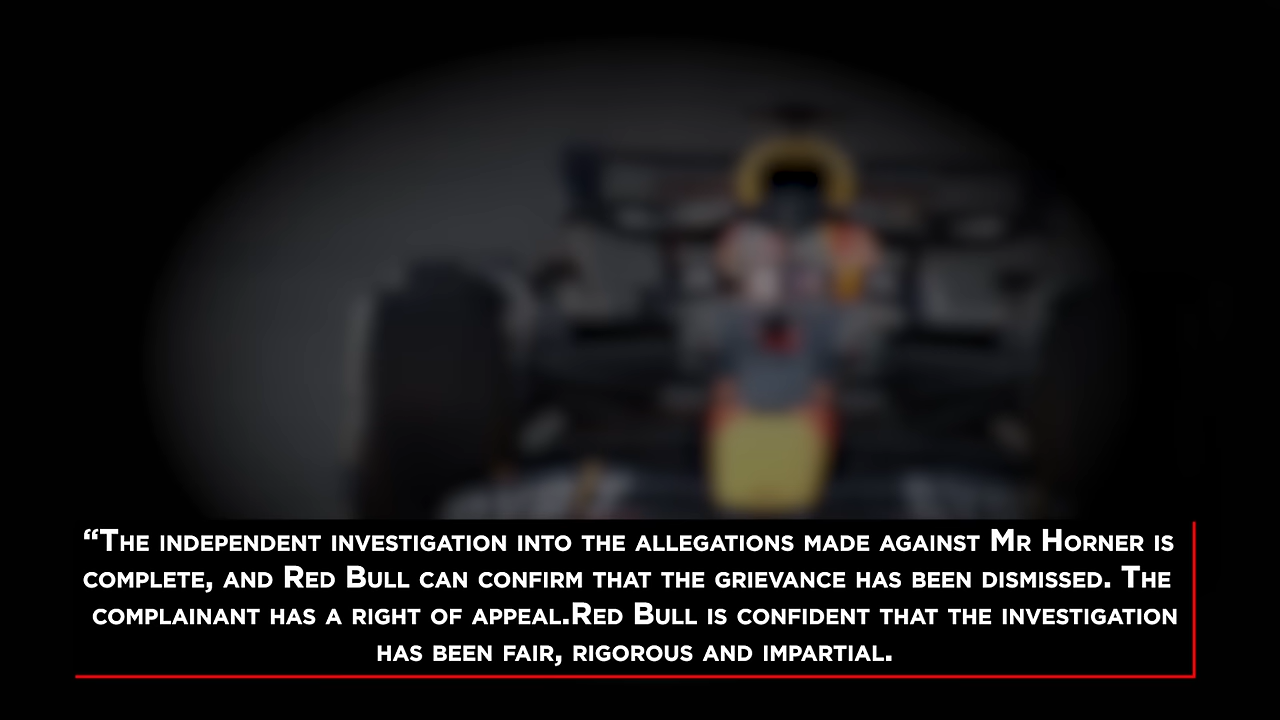 “The independent investigation into the allegations made against Mr Horner is
complete, and Red Bull can confirm that the grievance has been dismissed. The
complainant has a right of appeal.Red Bull is confident that the investigation
has been fair, rigorous and impartial.